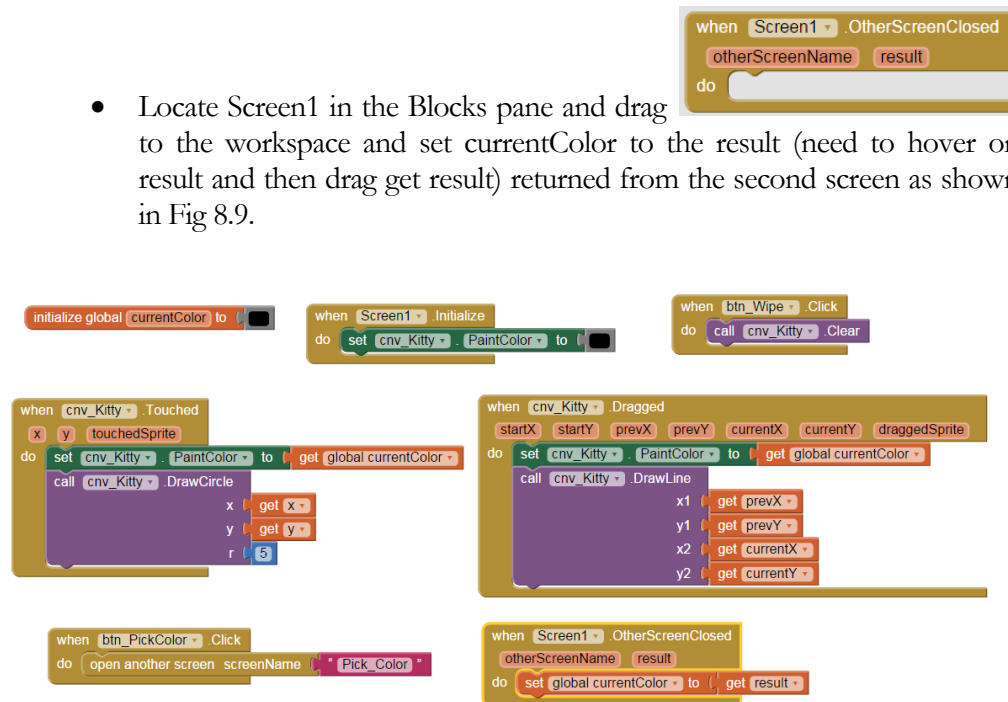 when Screen1 .OtherScreenClosed
otherScreenName result
do
• Locate Screen1 in the Blocks pane and drag
to the workspace and set currentColor to the result (need to hover on
result and then drag get result) returned from the second screen as shown
in Fig 8.9.
initialize global currentColor to
when Screen1 .Initialize
do set cnv_Kitty . PaintColor to
when btn_Wipe .Click
do call cnv_Kitty .Clear
when cnv_Kitty .Touched
x y touchedSprite
do set cnv_Kitty . PaintColor to get global currentColor
call cnv_Kitty .DrawCircle
x get x
y get y
r 5
when cnv_Kitty .Dragged
startX startY prevX prevY currentX currentY draggedSprite
do set cnv_Kitty . PaintColor to get global currentColor
call cnv_Kitty .DrawLine
x1 get prevX
y1 get prevY
x2 get currentX
y2 get currentY
when btn_PickColor .Click
do open another screen screenName " Pick_Color "
when Screen1 .OtherScreenClosed
otherScreenName result
do set global currentColor to get result